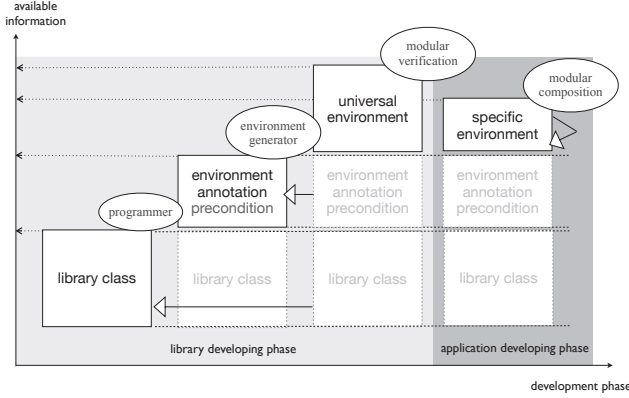 available
information
modular
verification
modular
composition
universal
environment
specific
environment
environment
generator
environment
annotation
precondition
environment
annotation
precondition
environment
annotation
precondition
programmer
library class
library class
library class
library class
library developing phase
application developing phase
development phase